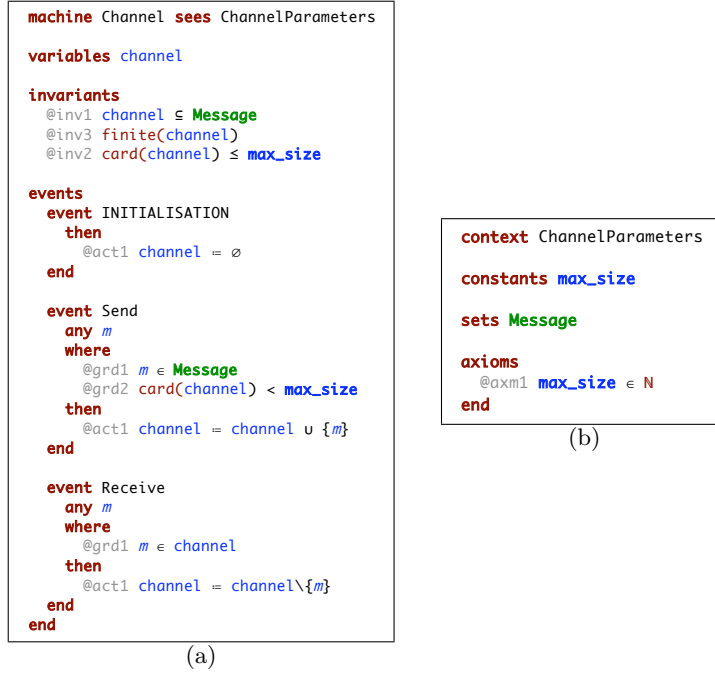 machine Channel sees ChannelParameters
variables channel
invariants
@inv1 channel ⊆ Message
@inv3 finite(channel)
@inv2 card(channel) ≤ max_size
events
event INITIALISATION
then
@act1 channel ≔ ∅
end
event Send
any m
where
@grd1 m ∈ Message
@grd2 card(channel) < max_size
then
@act1 channel ≔ channel ∪ {m}
end
event Receive
any m
where
@grd1 m ∈ channel
then
@act1 channel ≔ channel\{m}
end
end
(a)
context ChannelParameters
constants max_size
sets Message
axioms
@axm1 max_size ∈ ℕ
end
(b)